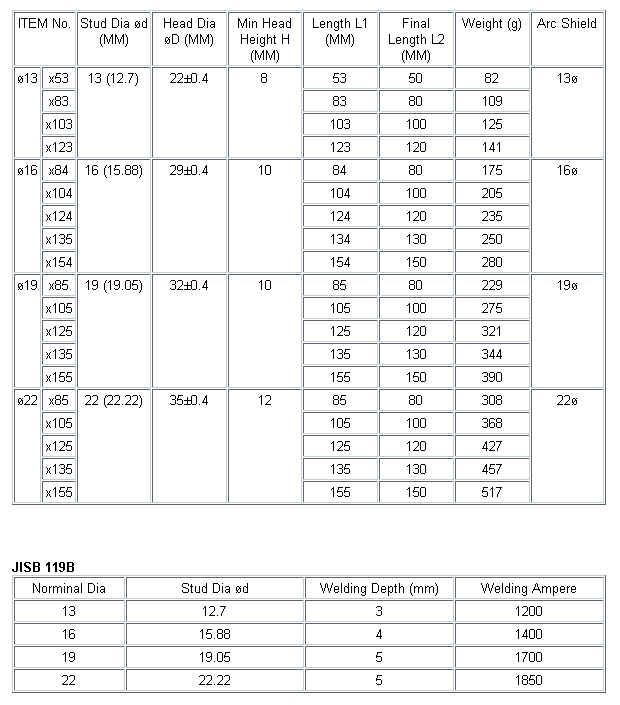 ITEM No. Stud Dia ød (MM) Head Dia øD (MM) Min Head Height H (MM) Length L1 (MM) Final Length L2 (MM) Weight (g) Arc Shield
ø13 x53 13 (12.7) 22±0.4 8 53 50 82 13ø
x83 83 80 109
x103 103 100 125
x123 123 120 141
ø16 x84 16 (15.88) 29±0.4 10 84 80 175 16ø
x104 104 100 205
x124 124 120 235
x135 134 130 250
x154 154 150 280
ø19 x85 19 (19.05) 32±0.4 10 85 80 229 19ø
x105 105 100 275
x125 125 120 321
x135 135 130 344
x155 155 150 390
ø22 x85 22 (22.22) 35±0.4 12 85 80 308 22ø
x105 105 100 368
x125 125 120 427
x135 135 130 457
x155 155 150 517
JISB 119B
Norminal Dia Stud Dia ød Welding Depth (mm) Welding Ampere
13 12.7 3 1200
16 15.88 4 1400
19 19.05 5 1700
22 22.22 5 1850